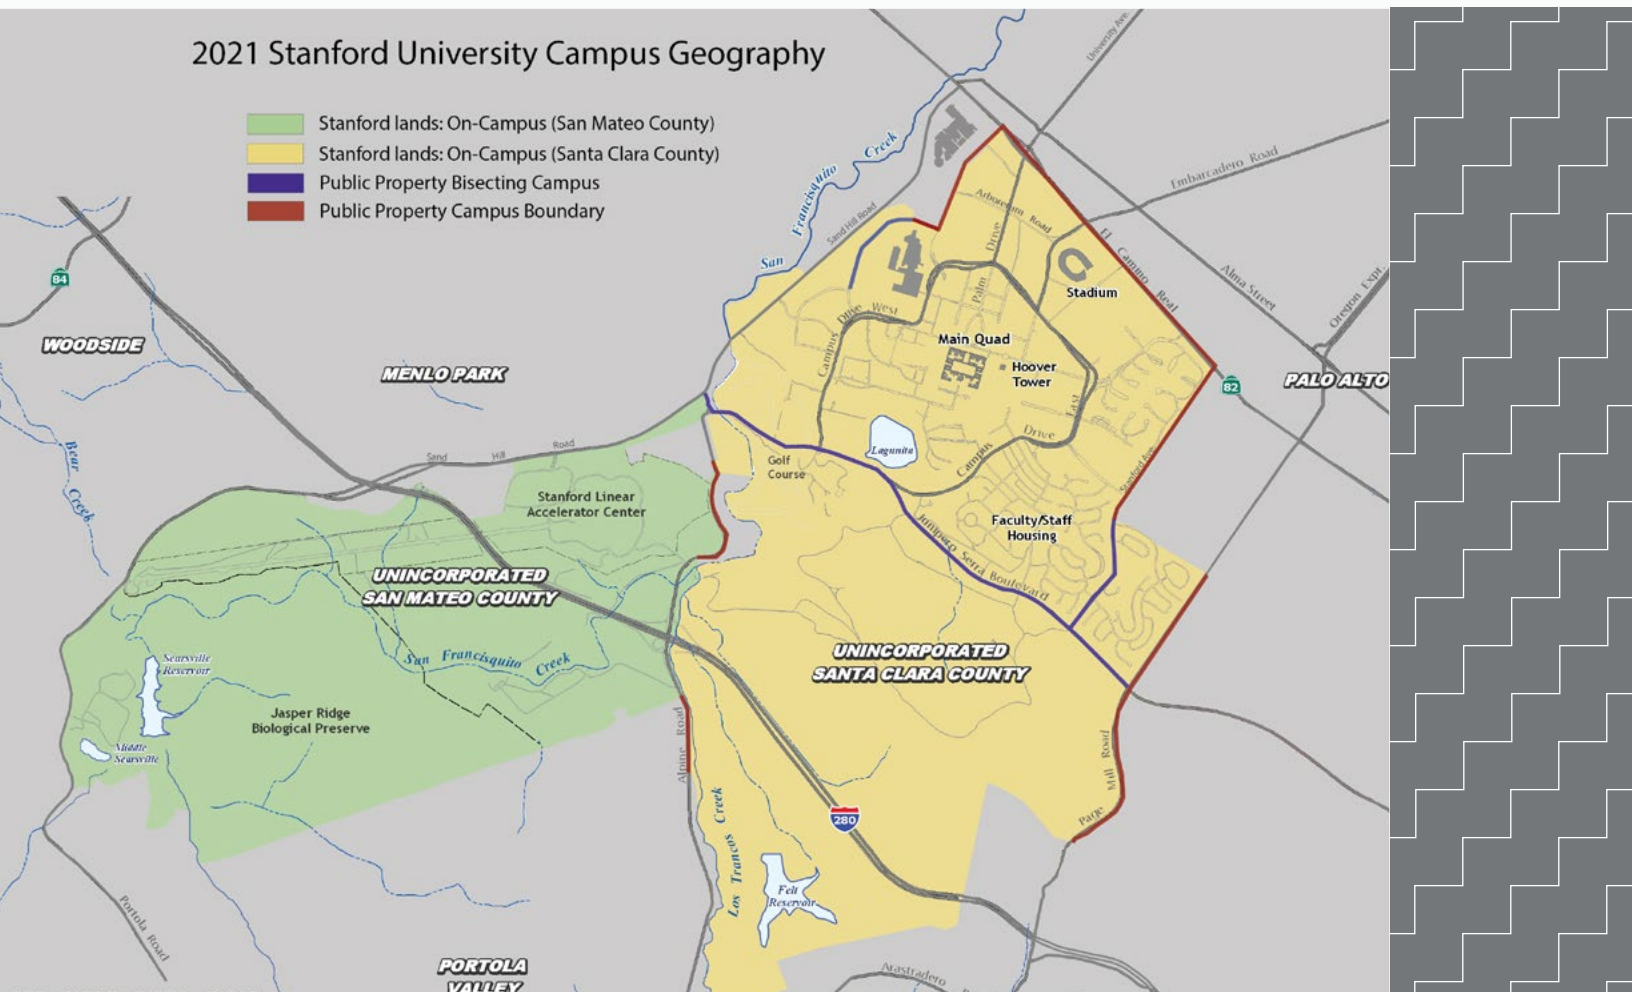 2021 Stanford University Campus Geography
Stanford lands: On-Campus (San Mateo County)
Stanford lands: On-Campus (Santa Clara County)
Public Property Bisecting Campus
Public Property Campus Boundary
University Ave.
San Francisquito Creek
Sand Hill Road
Embarcadero Road
Arboretum Road
84
Palm Drive
El Camino Real
Alma Street
Oregon Expr.
Stadium
WOODSIDE
MENLO PARK
Campus Drive West
Main Quad
Hoover
Tower
82
PALO ALTO
Bear Creek
Sand Hill Road
Lagunita
Campus Drive East
Golf
Course
Stanford Ave.
Stanford Linear
Accelerator Center
Faculty/Staff
Housing
Junipero Serra Boulevard
UNINCORPORATED
SAN MATEO COUNTY
San Francisquito Creek
UNINCORPORATED
SANTA CLARA COUNTY
Searsville
Reservoir
Jasper Ridge
Biological Preserve
Middle
Searsville
Alpine Road
Page Mill Road
280
Los Trancos Creek
Felt
Reservoir
Portola Road
PORTOLA
VALLEY
Arastradero